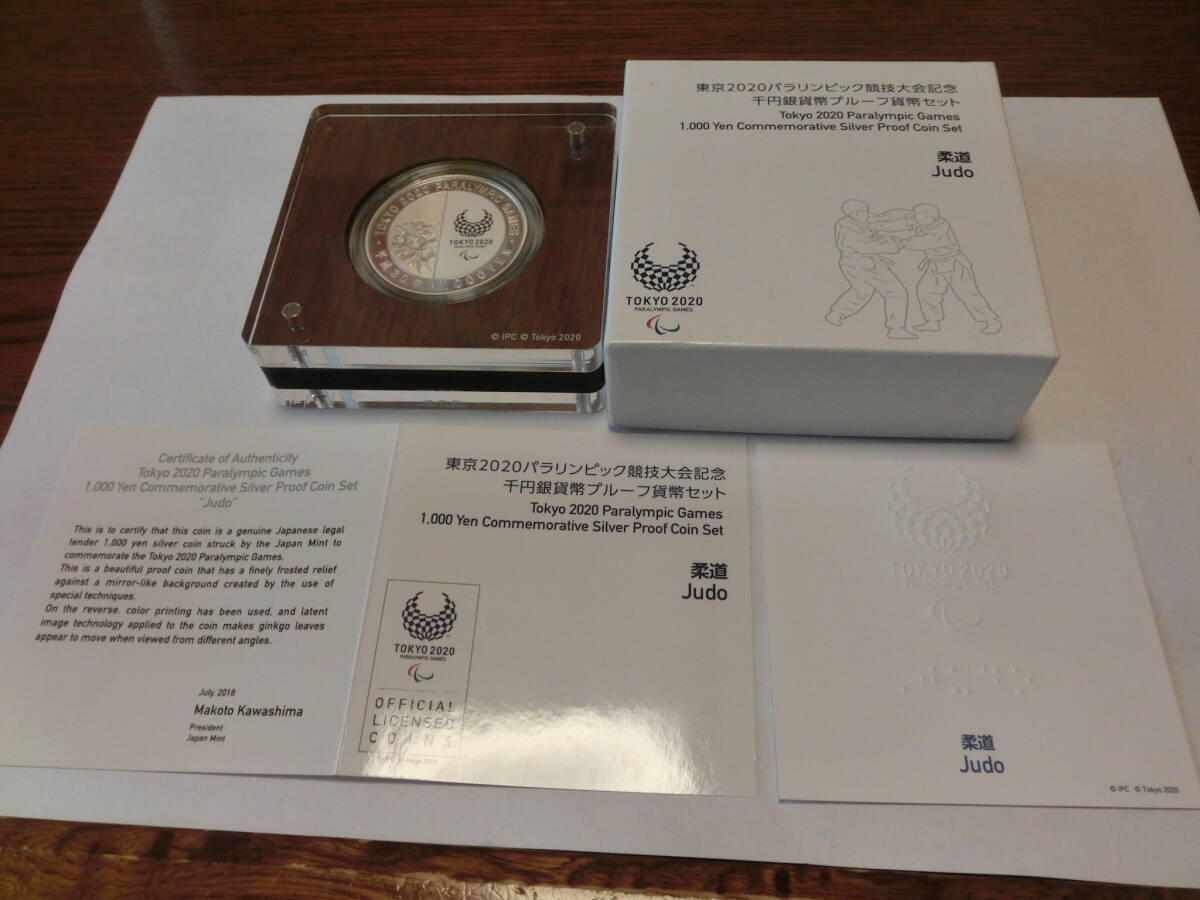 TOKYO 2020 PARALYMPIC GAMES
TOKYO 2020
PARALYMPIC GAMES
© IPC © Tokyo 2020
東京2020パラリンピック競技大会記念
千円銀貨幣プルーフ貨幣セット
Tokyo 2020 Paralympic Games
1,000 Yen Commemorative Silver Proof Coin Set
柔道
Judo
TOKYO 2020
PARALYMPIC GAMES
Certificate of Authenticity
Tokyo 2020 Paralympic Games
1,000 Yen Commemorative Silver Proof Coin Set
“Judo”
This is to certify that this coin is a genuine Japanese legal
tender 1,000 yen silver coin struck by the Japan Mint to
commemorate the Tokyo 2020 Paralympic Games.
This is a beautiful proof coin that has a finely frosted relief
against a mirror-like background created by the use of
special techniques.
On the reverse, color printing has been used, and latent
image technology applied to the coin makes ginkgo leaves
appear to move when viewed from different angles.
July, 2018
Makoto Kawashima
President
Japan Mint
東京2020パラリンピック競技大会記念
千円銀貨幣プルーフ貨幣セット
Tokyo 2020 Paralympic Games
1,000 Yen Commemorative Silver Proof Coin Set
柔道
Judo
TOKYO 2020
PARALYMPIC GAMES
OFFICIAL
LICENSED
COINS
TOKYO 2020
PARALYMPIC GAMES
柔道
Judo
© IPC © Tokyo 2020